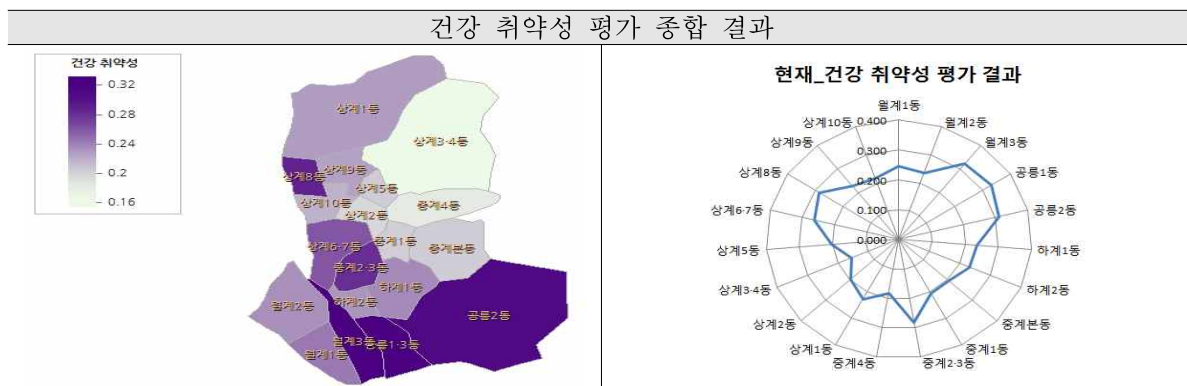 건강 취약성 평가 종합 결과
건강 취약성
0.32
0.28
0.24
0.2
0.16
상계1동
상계3·4동
상계8동
상계9동
상계5동
상계10동
상계2동
중계4동
상계6·7동
중계1동
중계본동
중계2·3동
하계1동
월계2동
하계2동
공릉2동
월계3동
공릉1·3동
월계1동
현재_건강 취약성 평가 결과
월계1동
월계2동
월계3동
공릉1동
공릉2동
하계1동
하계2동
중계본동
중계1동
중계2·3동
중계4동
상계1동
상계2동
상계3·4동
상계5동
상계6·7동
상계8동
상계9동
상계10동
0.400
0.300
0.200
0.100
0.000